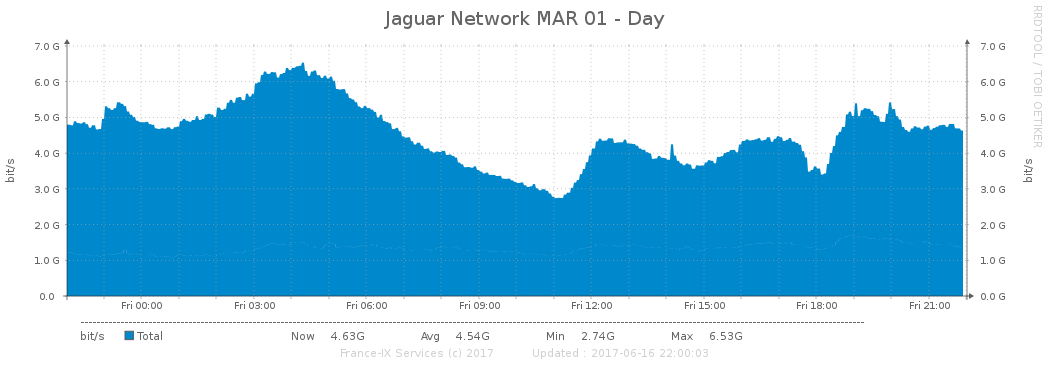 Jaguar Network MAR 01 - Day
RRDTOOL / TOBI OETIKER
bit/s
7.0 G
6.0 G
5.0 G
4.0 G
3.0 G
2.0 G
1.0 G
0.0
7.0 G
6.0 G
5.0 G
4.0 G
3.0 G
2.0 G
1.0 G
0.0 G
bit/s
Fri 00:00 Fri 03:00 Fri 06:00 Fri 09:00 Fri 12:00 Fri 15:00 Fri 18:00 Fri 21:00
bit/s Total Now 4.63G Avg 4.54G Min 2.74G Max 6.53G
France-IX Services (c) 2017 Updated : 2017-06-16 22:00:03